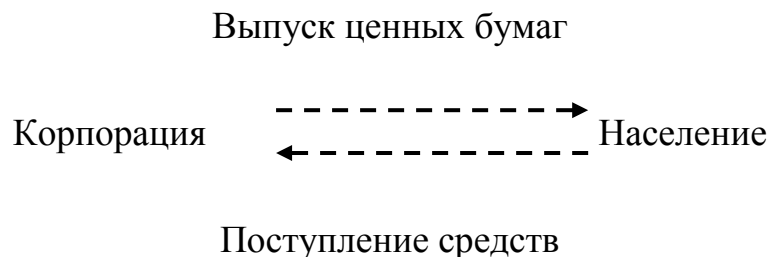 Выпуск ценных бумаг
Корпорация Население
Поступление средств